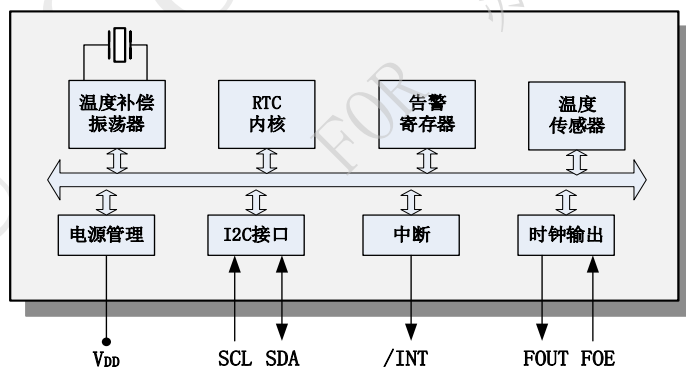 温度补偿
振荡器
RTC
内核
告警
寄存器
温度
传感器
电源管理
I2C接口
中断
时钟输出
VDD
SCL SDA
/INT
FOUT FOE
FOR